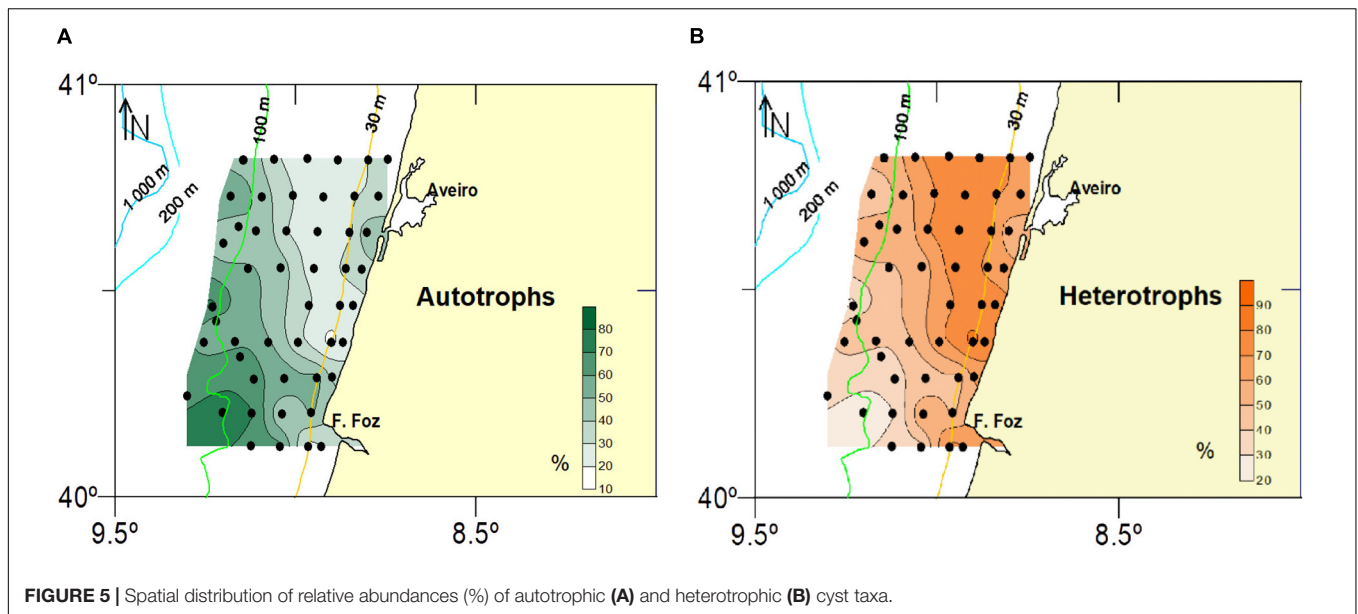 A
41º
N
1 000 m
200 m
100 m
30 m
Aveiro
Autotrophs
F. Foz
%
80
70
60
50
40
30
20
10
40º
9.5º
8.5º
B
41º
N
1 000 m
200 m
100 m
30 m
Aveiro
Heterotrophs
F. Foz
%
90
80
70
60
50
40
30
20
40º
9.5º
8.5º
FIGURE 5 | Spatial distribution of relative abundances (%) of autotrophic (A) and heterotrophic (B) cyst taxa.